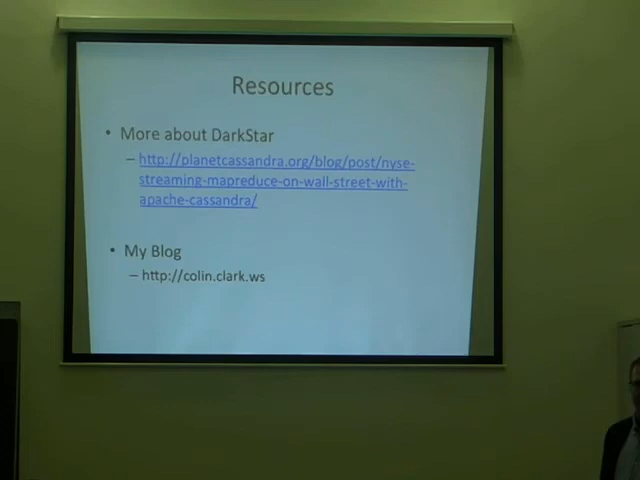 Resources
• More about DarkStar
– http://planetcassandra.org/blog/post/nyse-
streaming-mapreduce-on-wall-street-with-
apache-cassandra/
• My Blog
– http://colin.clark.ws